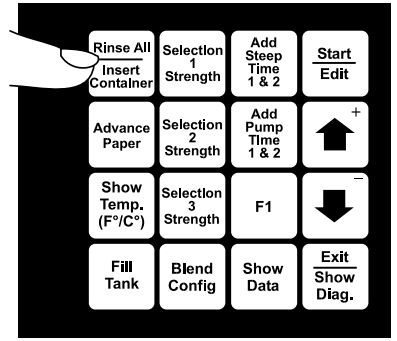 Rinse All
Insert
Container
Selection
1
Strength
Add
Steep
Time
1 & 2
Start
Edit
Advance
Paper
Selection
2
Strength
Add
Pump
Time
1 & 2
+
Show
Temp.
(F°/C°)
Selection
3
Strength
F1
–
Fill
Tank
Blend
Config
Show
Data
Exit
Show
Diag.